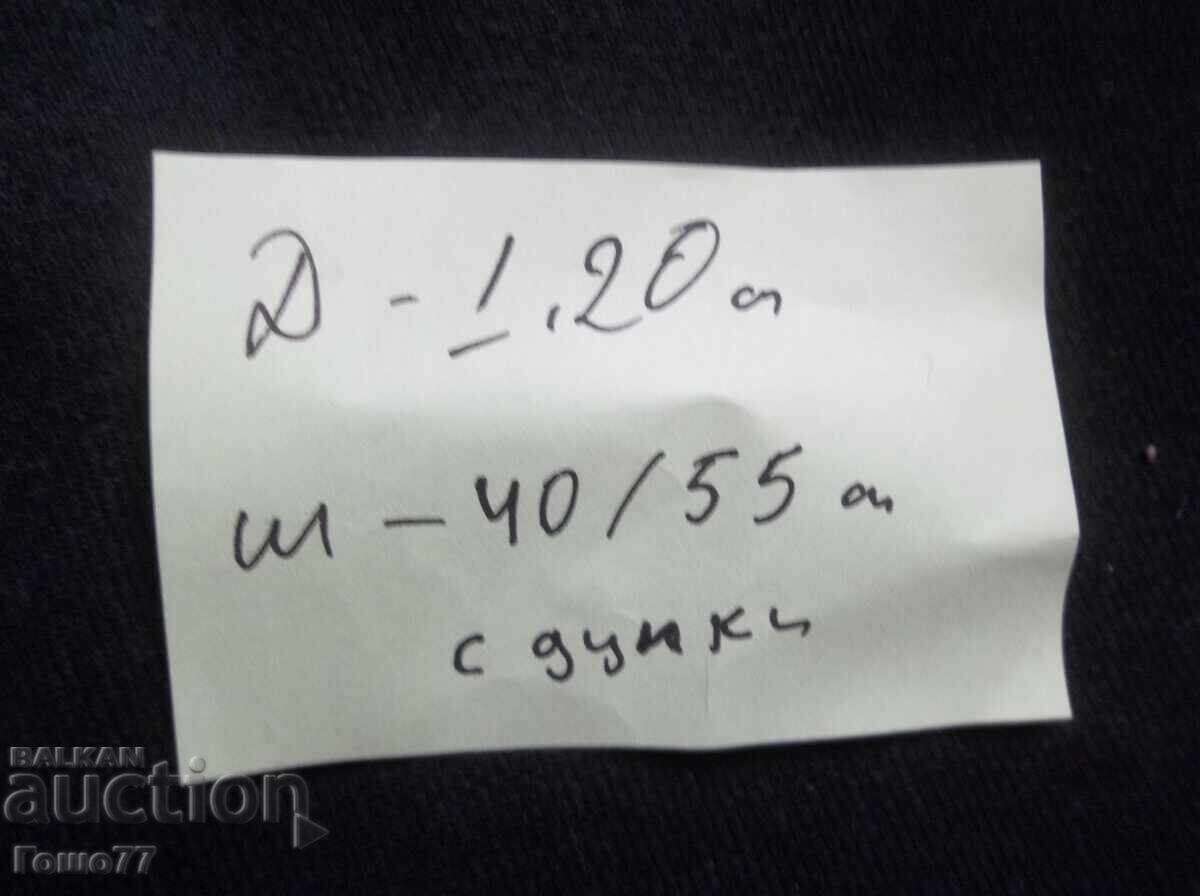 Д - 1.20 см
ш - 40/55 см
с дупки
BALKAN
auction
Гошо77